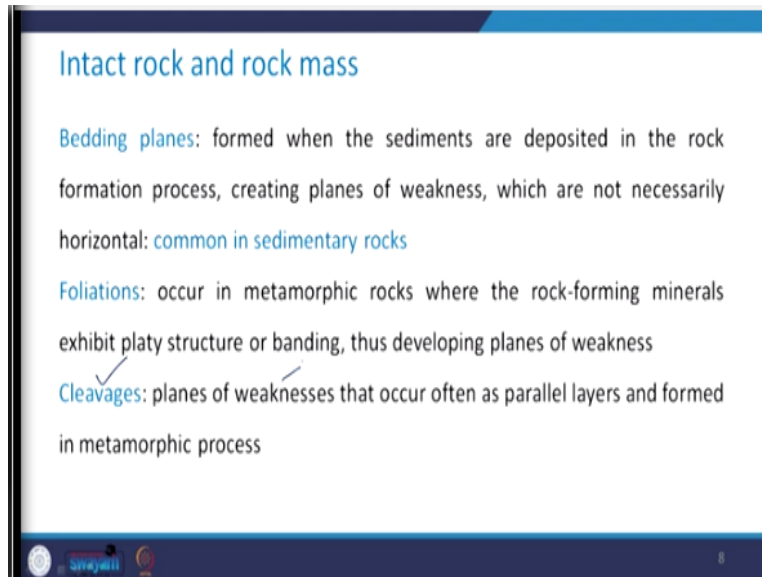 Intact rock and rock mass
Bedding planes: formed when the sediments are deposited in the rock
formation process, creating planes of weakness, which are not necessarily
horizontal: common in sedimentary rocks
Foliations: occur in metamorphic rocks where the rock-forming minerals
exhibit platy structure or banding, thus developing planes of weakness
Cleavages: planes of weaknesses that occur often as parallel layers and formed
in metamorphic process
swayam
8